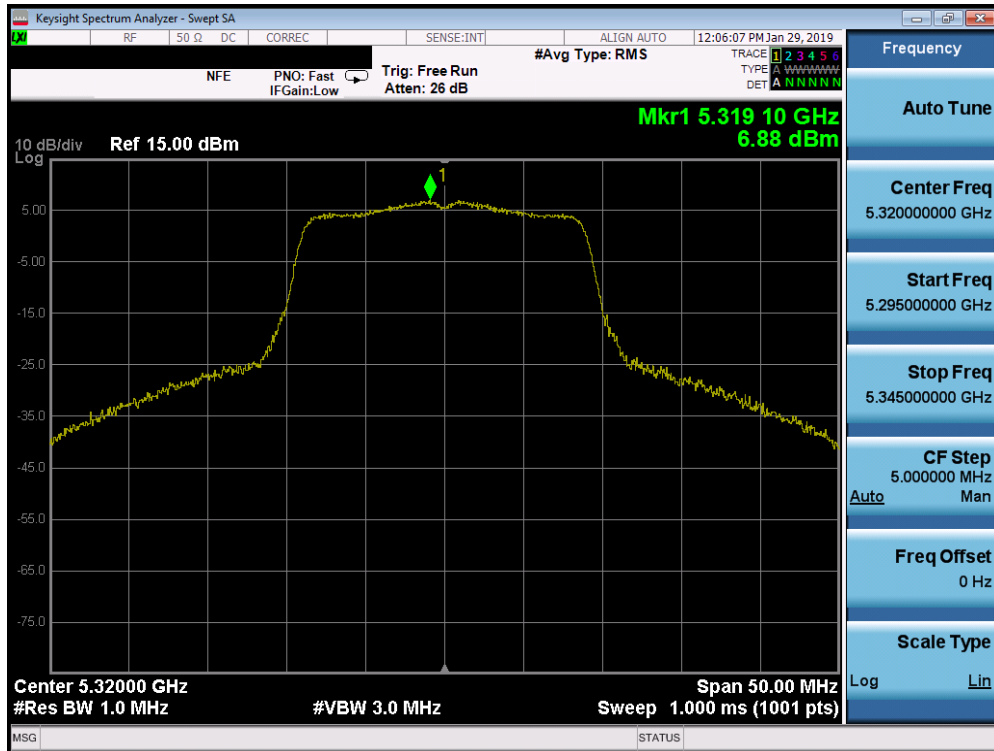 Keysight Spectrum Analyzer - Swept SA
LXI RF 50 Ω DC CORREC SENSE:INT ALIGN AUTO 12:06:07 PM Jan 29, 2019
Frequency
#Avg Type: RMS TRACE 1 2 3 4 5 6
NFE PNO: Fast Trig: Free Run TYPE A WWWWW
IFGain:Low Atten: 26 dB DET A N N N N N
Auto Tune
Mkr1 5.319 10 GHz
6.88 dBm
10 dB/div Ref 15.00 dBm
Log
1
Center Freq
5.320000000 GHz
5.00
-5.00
Start Freq
5.295000000 GHz
-15.0
-25.0
Stop Freq
5.345000000 GHz
-35.0
-45.0
CF Step
5.000000 MHz
Auto Man
-55.0
Freq Offset
0 Hz
-65.0
-75.0
Scale Type
Log Lin
Center 5.32000 GHz Span 50.00 MHz
#Res BW 1.0 MHz #VBW 3.0 MHz Sweep 1.000 ms (1001 pts)
MSG STATUS